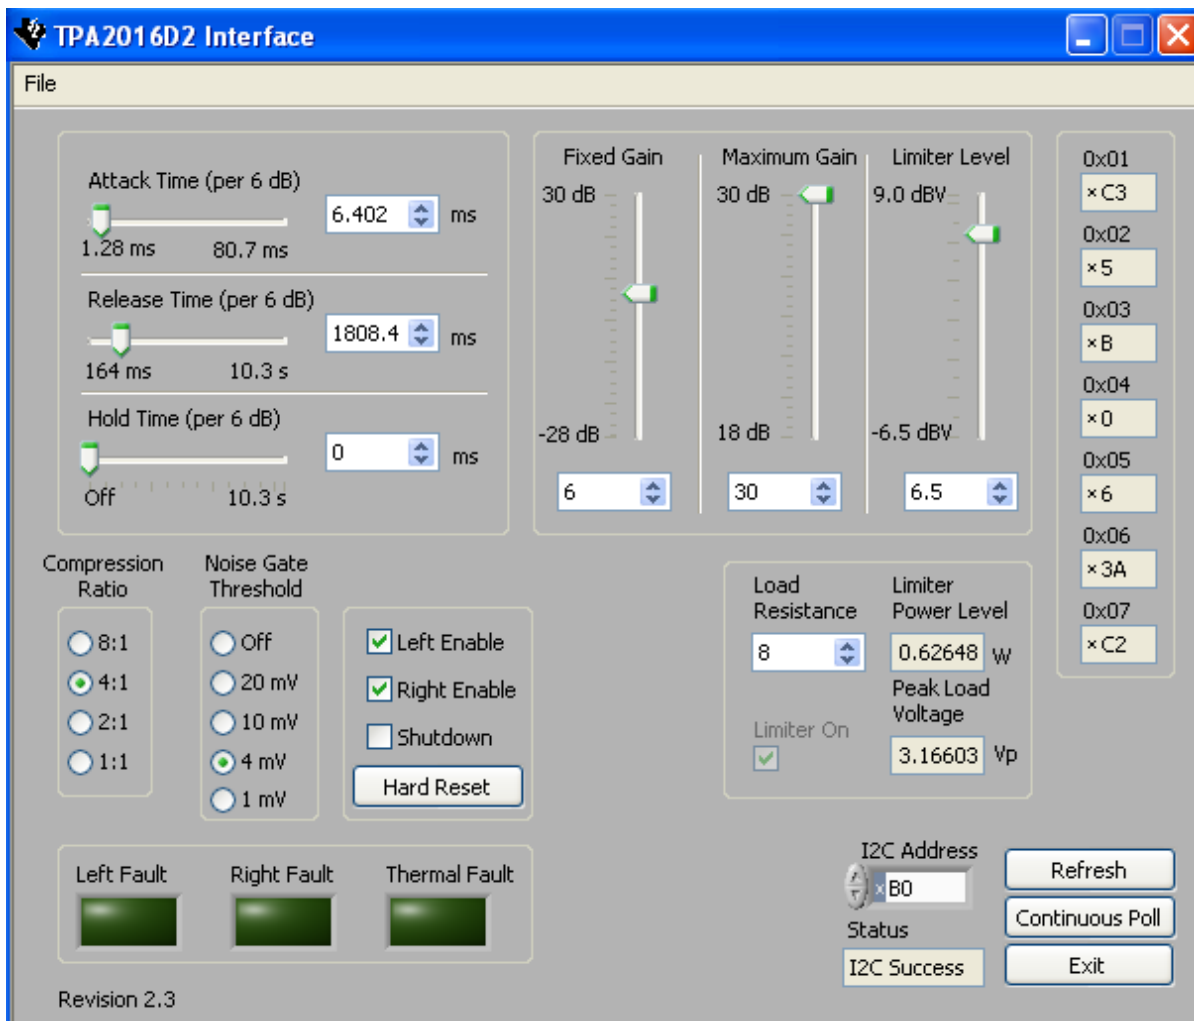 TPA2016D2 Interface
File
Attack Time (per 6 dB)
6.402 ms
1.28 ms 80.7 ms
Release Time (per 6 dB)
1808.4 ms
164 ms 10.3 s
Hold Time (per 6 dB)
0 ms
Off 10.3 s
Fixed Gain
30 dB
-28 dB
6
Maximum Gain
30 dB
18 dB
30
Limiter Level
9.0 dBV
-6.5 dBV
6.5
0x01
×C3
0x02
×5
0x03
×B
0x04
×0
0x05
×6
0x06
×3A
0x07
×C2
Compression
Ratio
8:1
4:1
2:1
1:1
Noise Gate
Threshold
Off
20 mV
10 mV
4 mV
1 mV
Left Enable
Right Enable
Shutdown
Hard Reset
Load
Resistance
8
Limiter On
Limiter
Power Level
0.62648 W
Peak Load
Voltage
3.16603 Vp
Left Fault
Right Fault
Thermal Fault
I2C Address
×B0
Status
I2C Success
Refresh
Continuous Poll
Exit
Revision 2.3